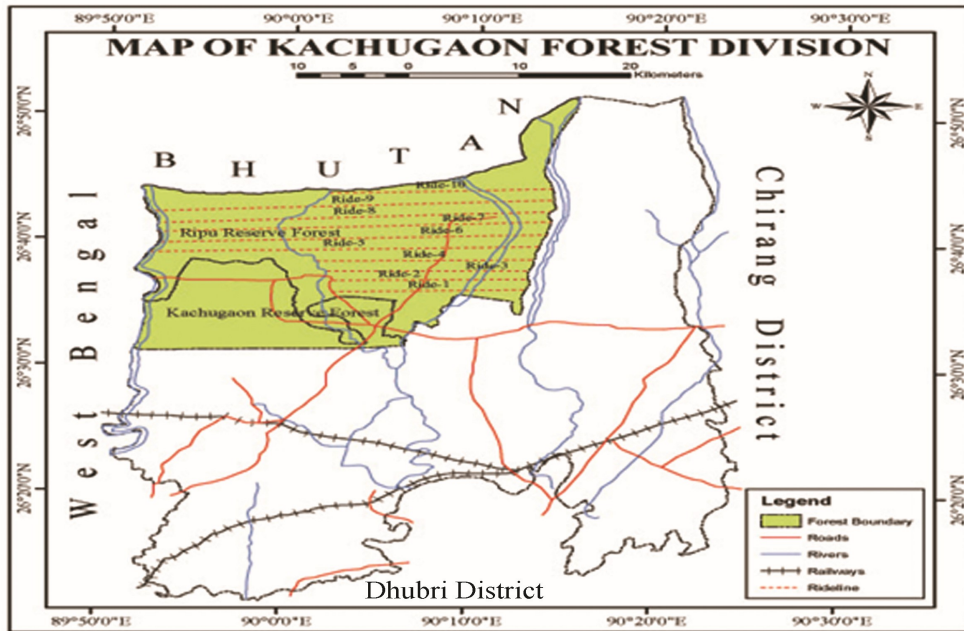 89°50'0"E 90°0'0"E 90°10'0"E 90°20'0"E 90°30'0"E
MAP OF KACHUGAON FOREST DIVISION
10 5 0 10 20
Kilometers
N
W E
S
B H U T A N
West Bengal
Chirang District
Ride-10
Ride-9
Ride-8
Ride-7
Ripu Reserve Forest
Ride-6
Ride-5
Ride-4
Ride-3
Ride-2
Ride-1
Kachugaon Reserve Forest
26°50'0"N
26°40'0"N
26°30'0"N
26°20'0"N
26°50'0"N
26°40'0"N
26°30'0"N
26°20'0"N
Legend
Forest Boundary
Roads
Rivers
Railways
Rideline
Dhubri District
89°50'0"E 90°0'0"E 90°10'0"E 90°20'0"E 90°30'0"E